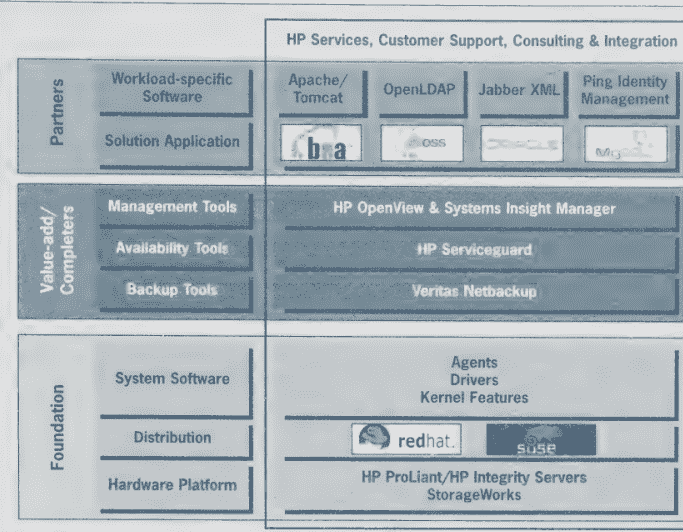 HP Services, Customer Support, Consulting & Integration
Partners
Workload-specific
Software
Apache/
Tomcat
OpenLDAP
Jabber XML
Ping Identity
Management
Solution Application
Value-add/
Completers
Management Tools
HP OpenView & Systems Insight Manager
Availability Tools
HP Serviceguard
Backup Tools
Veritas Netbackup
Foundation
System Software
Agents
Drivers
Kernel Features
Distribution
redhat.
suse
Hardware Platform
HP ProLiant/HP Integrity Servers
StorageWorks